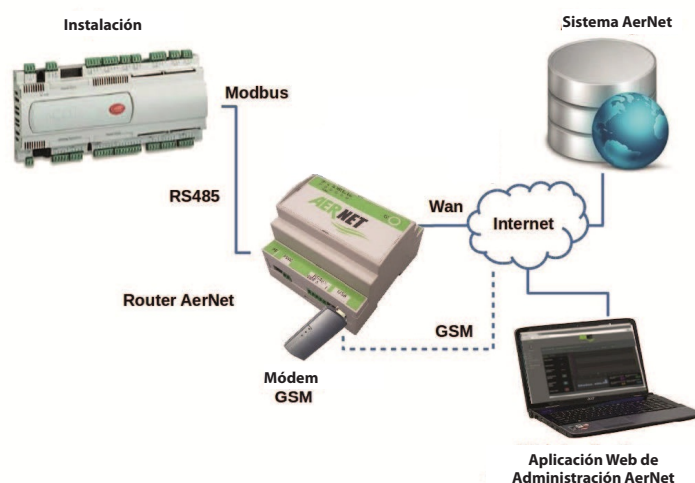 Instalación
Sistema AerNet
Modbus
RS485
AERNET
Wan
Internet
Router AerNet
GSM
Módem
GSM
Aplicación Web de
Administración AerNet